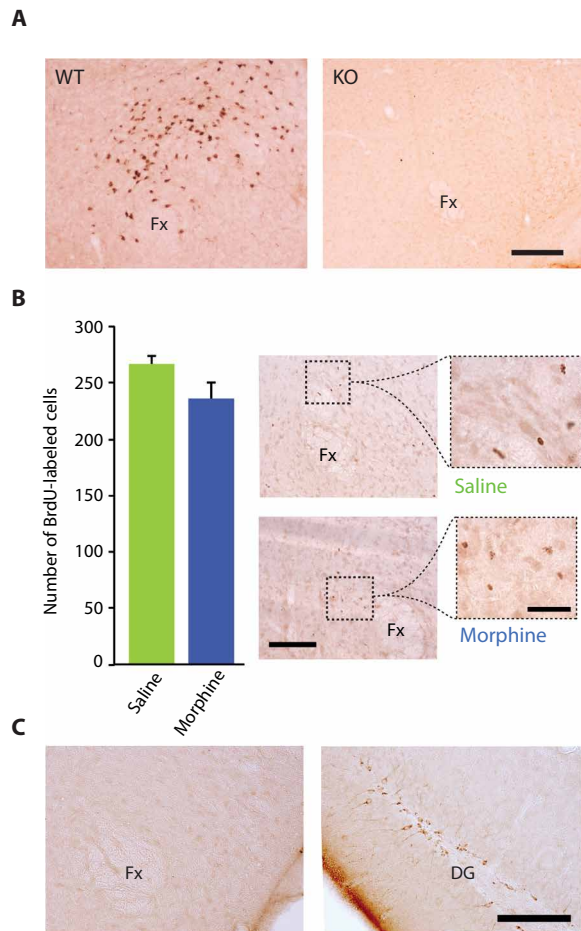 A
WT
KO
Fx
Fx
B
Number of BrdU-labeled cells
300
250
200
150
100
50
0
Saline
Morphine
Fx
Saline
Fx
Morphine
C
Fx
DG